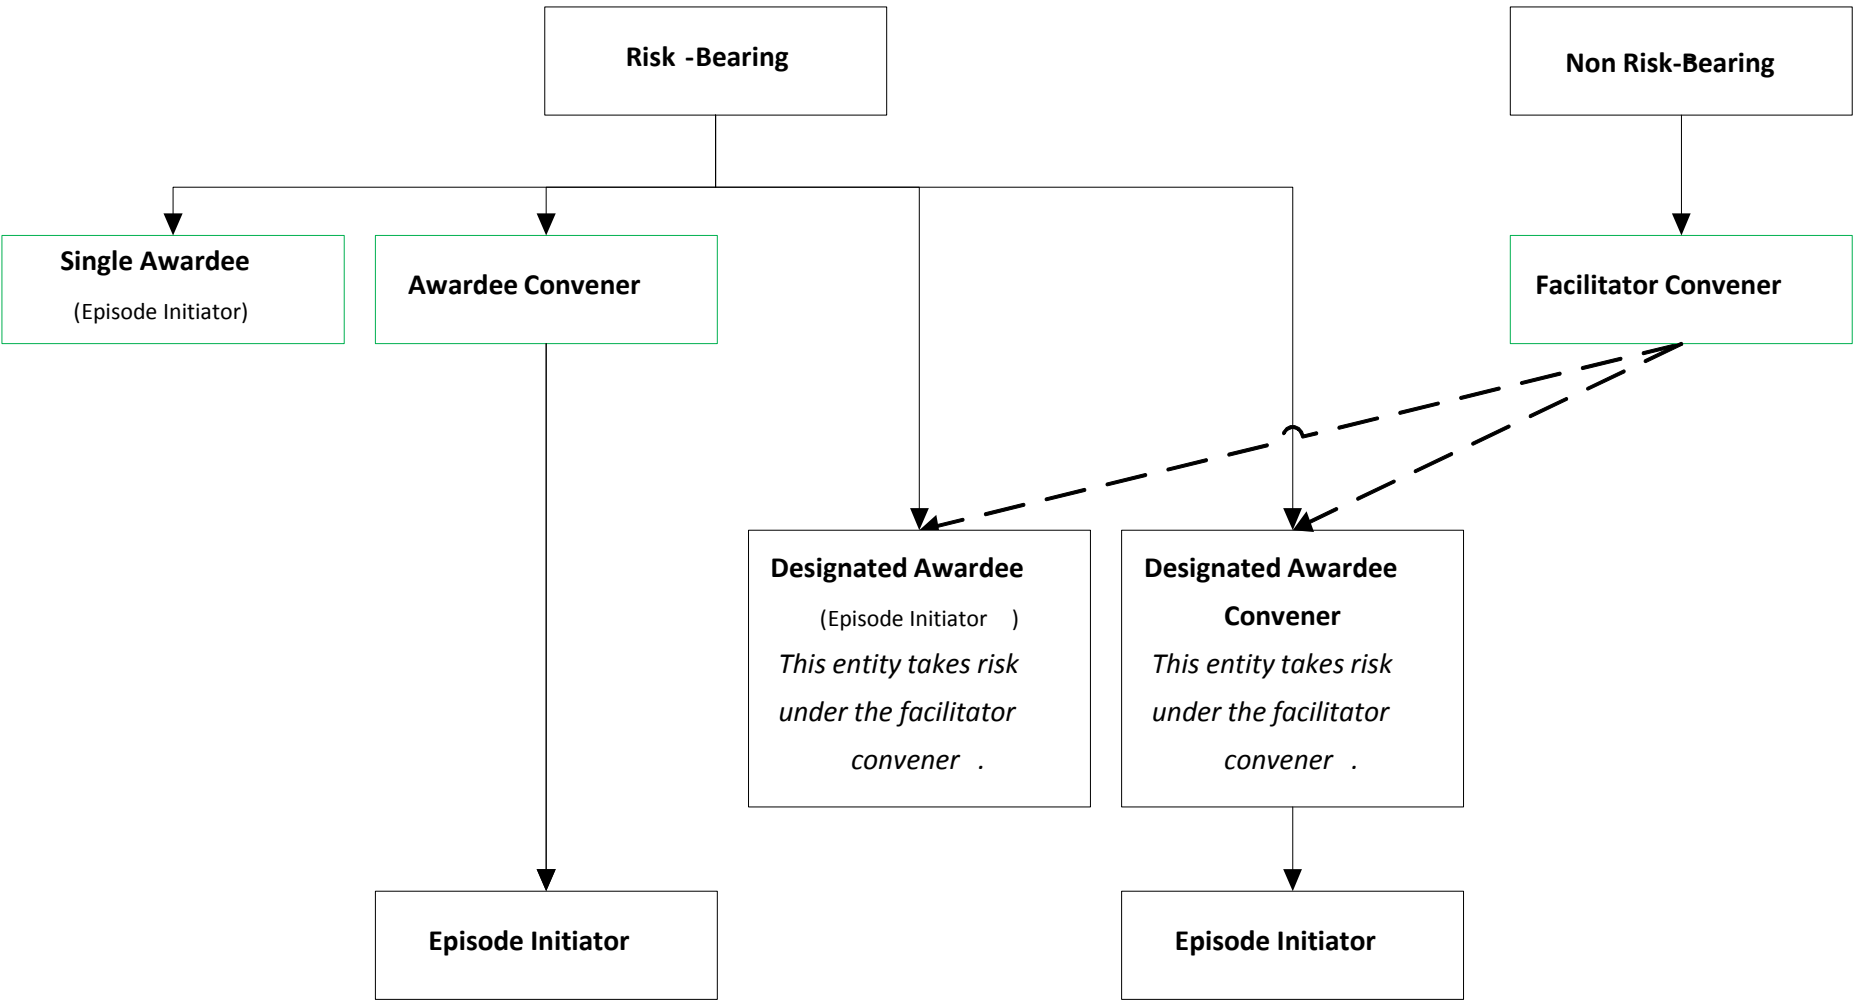 Risk -Bearing
Non Risk-Bearing
Single Awardee
(Episode Initiator)
Awardee Convener
Facilitator Convener
Designated Awardee
(Episode Initiator )
This entity takes risk
under the facilitator
convener .
Designated Awardee
Convener
This entity takes risk
under the facilitator
convener .
Episode Initiator
Episode Initiator